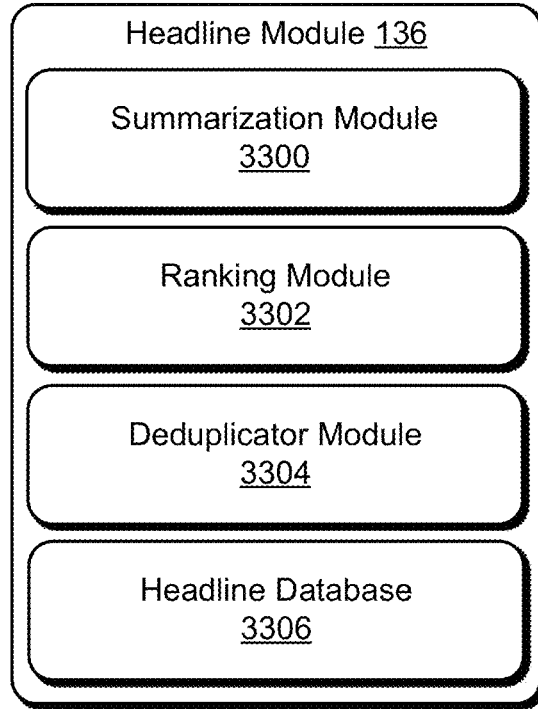 Headline Module 136
Summarization Module
3300
Ranking Module
3302
Deduplicator Module
3304
Headline Database
3306